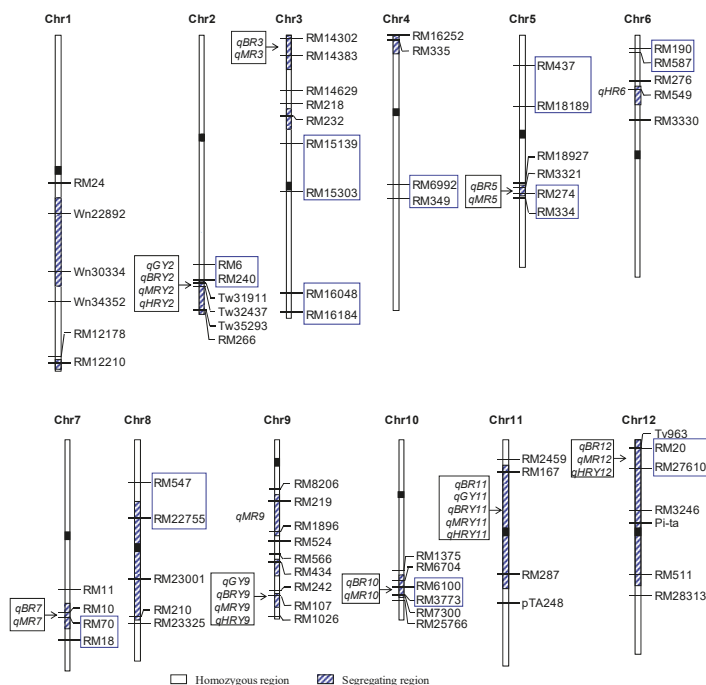 Chr1
Chr2
Chr3
Chr4
Chr5
Chr6
RM24
Wn22892
Wn30334
Wn34352
RM12178
RM12210
qGY2
qBRY2
qMRY2
qHRY2
RM6
RM240
Tw31911
Tw32437
Tw35293
RM266
qBR3
qMR3
RM14302
RM14383
RM14629
RM218
RM232
RM15139
RM15303
RM16048
RM16184
RM16252
RM335
RM6992
RM349
RM437
RM18189
RM18927
RM3321
qBR5
qMR5
RM274
RM334
RM190
RM587
RM276
qHR6
RM549
RM3330
Chr7
Chr8
Chr9
Chr10
Chr11
Chr12
RM11
qBR7
qMR7
RM10
RM70
RM18
RM547
RM22755
RM23001
RM210
RM23325
RM8206
RM219
qMR9
RM1896
RM524
RM566
RM434
qGY9
qBRY9
qMRY9
qHRY9
RM242
RM107
RM1026
RM1375
RM6704
qBR10
qMR10
RM6100
RM3773
RM7300
RM25766
RM2459
RM167
qBR11
qGY11
qBRY11
qMRY11
qHRY11
RM287
pTA248
Tv963
qBR12
qMR12
qHRY12
RM20
RM27610
RM3246
Pi-ta
RM511
RM28313
Homozygous region
Segregating region